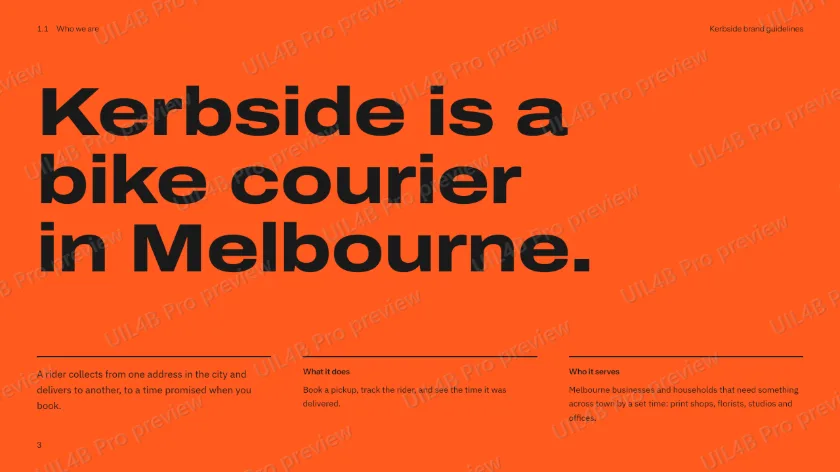 1.1 Who we are
Kerbside brand guidelines
Kerbside is a
bike courier
in Melbourne.
A rider collects from one address in the city and
delivers to another, to a time promised when you
book.
What it does
Book a pickup, track the rider, and see the time it was
delivered.
Who it serves
Melbourne businesses and households that need something
across town by a set time: print shops, florists, studios and
offices.
3
UIL4B Pro preview